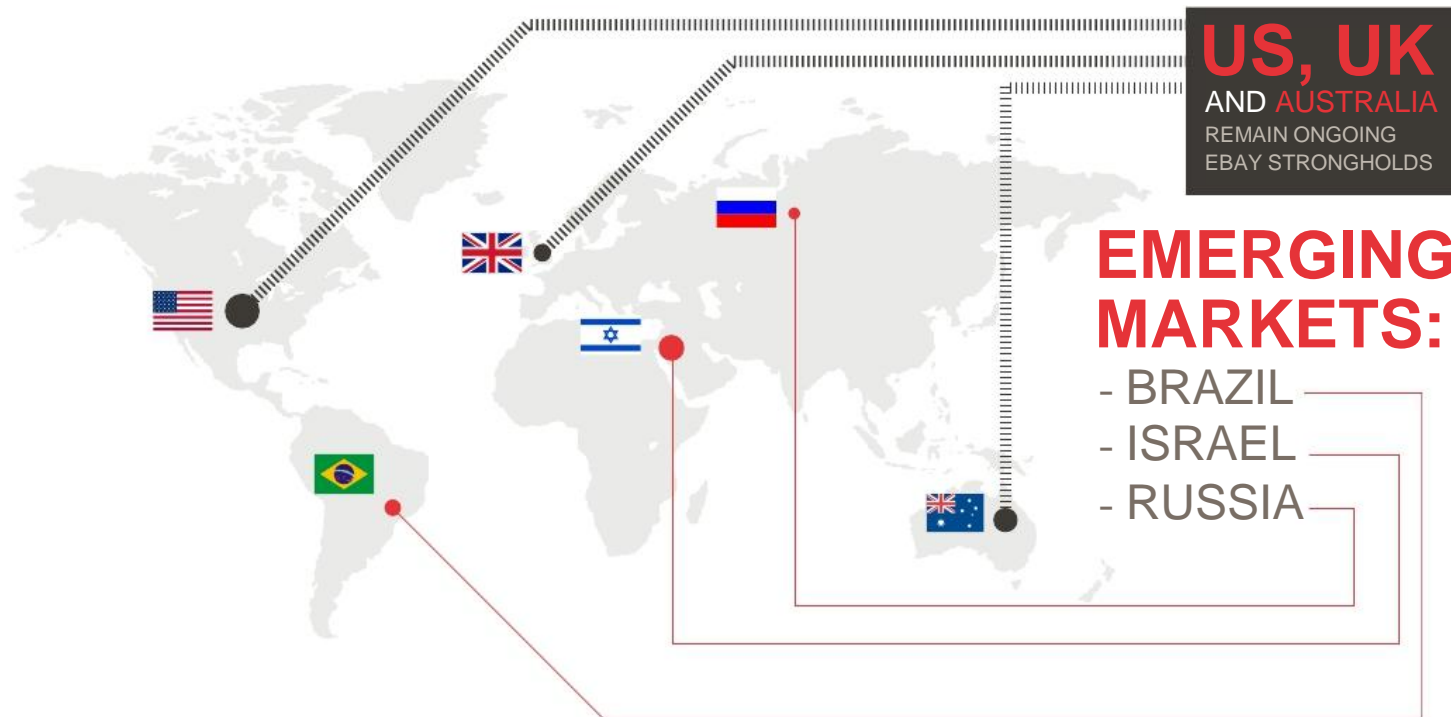 US, UK
AND AUSTRALIA
REMAIN ONGOING
EBAY STRONGHOLDS
EMERGING
MARKETS:
- BRAZIL
- ISRAEL
- RUSSIA